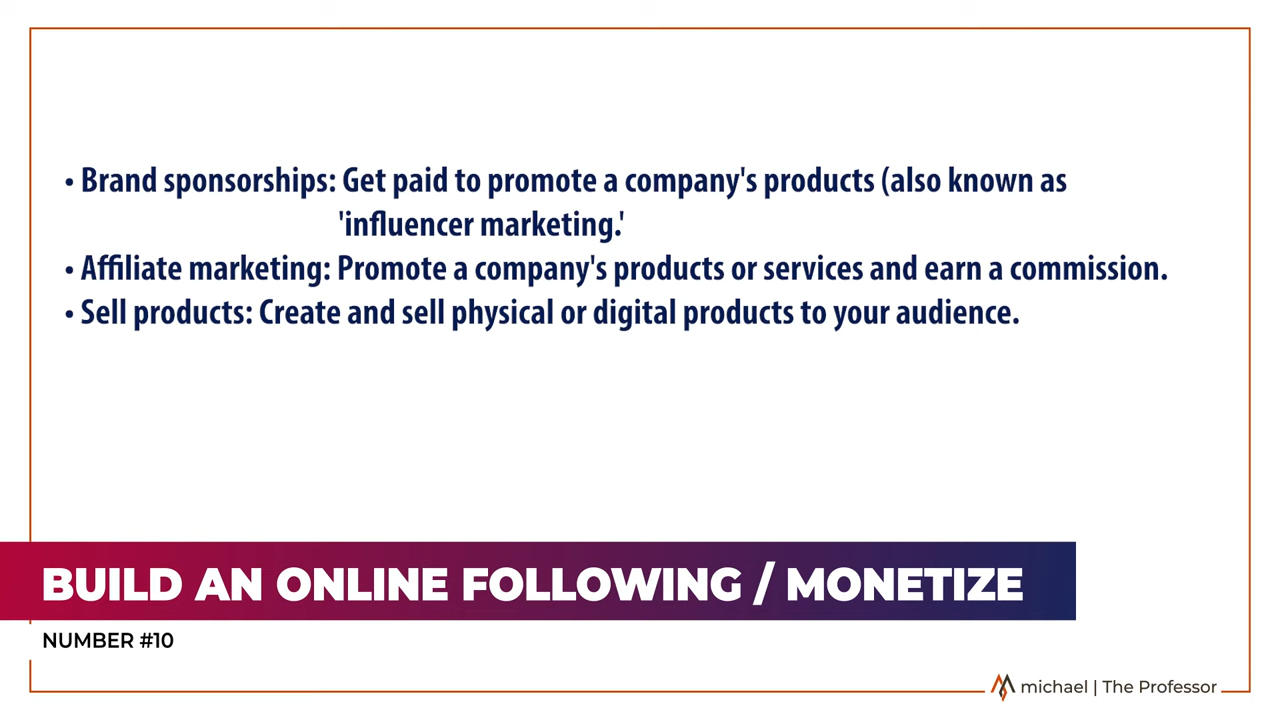 • Brand sponsorships: Get paid to promote a company's products (also known as
'influencer marketing.'
• Affiliate marketing: Promote a company's products or services and earn a commission.
• Sell products: Create and sell physical or digital products to your audience.
BUILD AN ONLINE FOLLOWING / MONETIZE
NUMBER #10
michael | The Professor